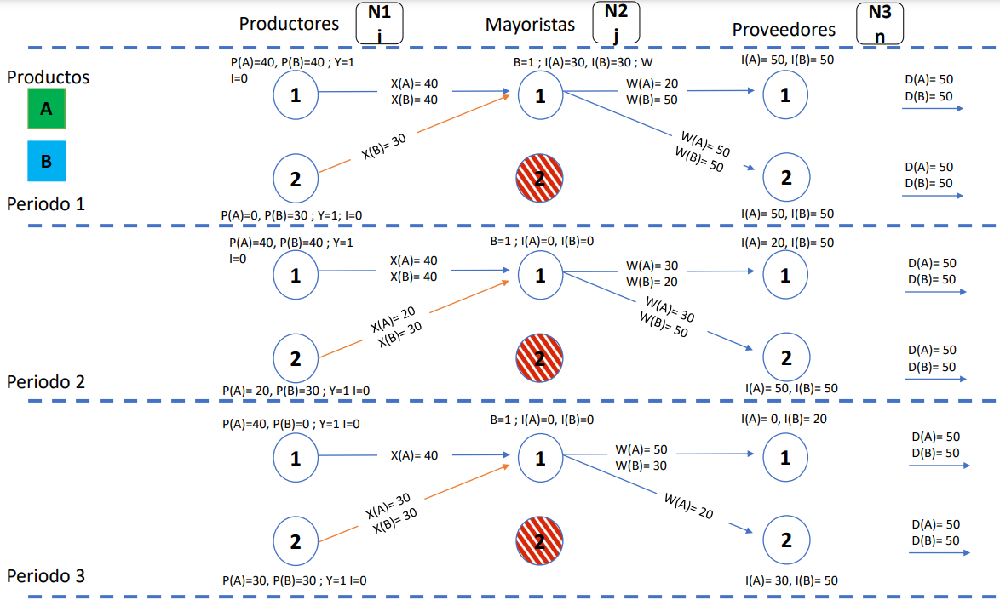 Productores
N1
i
Mayoristas
N2
j
Proveedores
N3
n
Productos
A
B
Periodo 1
P(A)=40, P(B)=40 ; Y=1
I=0
1
X(A)= 40
X(B)= 40
B=1 ; I(A)=30, I(B)=30 ; W
1
W(A)= 20
W(B)= 50
I(A)= 50, I(B)= 50
1
D(A)= 50
D(B)= 50
X(B)= 30
2
P(A)=0, P(B)=30 ; Y=1; I=0
2
W(A)= 50
W(B)= 50
2
I(A)= 50, I(B)= 50
D(A)= 50
D(B)= 50
Periodo 2
P(A)=40, P(B)=40 ; Y=1
I=0
1
X(A)= 40
X(B)= 40
B=1 ; I(A)=0, I(B)=0
1
W(A)= 30
W(B)= 20
I(A)= 20, I(B)= 50
1
D(A)= 50
D(B)= 50
X(A)= 20
X(B)= 30
2
P(A)= 20, P(B)=30 ; Y=1 I=0
2
W(A)= 30
W(B)= 50
2
I(A)= 50, I(B)= 50
D(A)= 50
D(B)= 50
Periodo 3
P(A)=40, P(B)=0 ; Y=1 I=0
1
X(A)= 40
B=1 ; I(A)=0, I(B)=0
1
W(A)= 50
W(B)= 30
I(A)= 0, I(B)= 20
1
D(A)= 50
D(B)= 50
X(A)= 30
X(B)= 30
2
P(A)=30, P(B)=30 ; Y=1 I=0
2
W(A)= 20
2
I(A)= 30, I(B)= 50
D(A)= 50
D(B)= 50